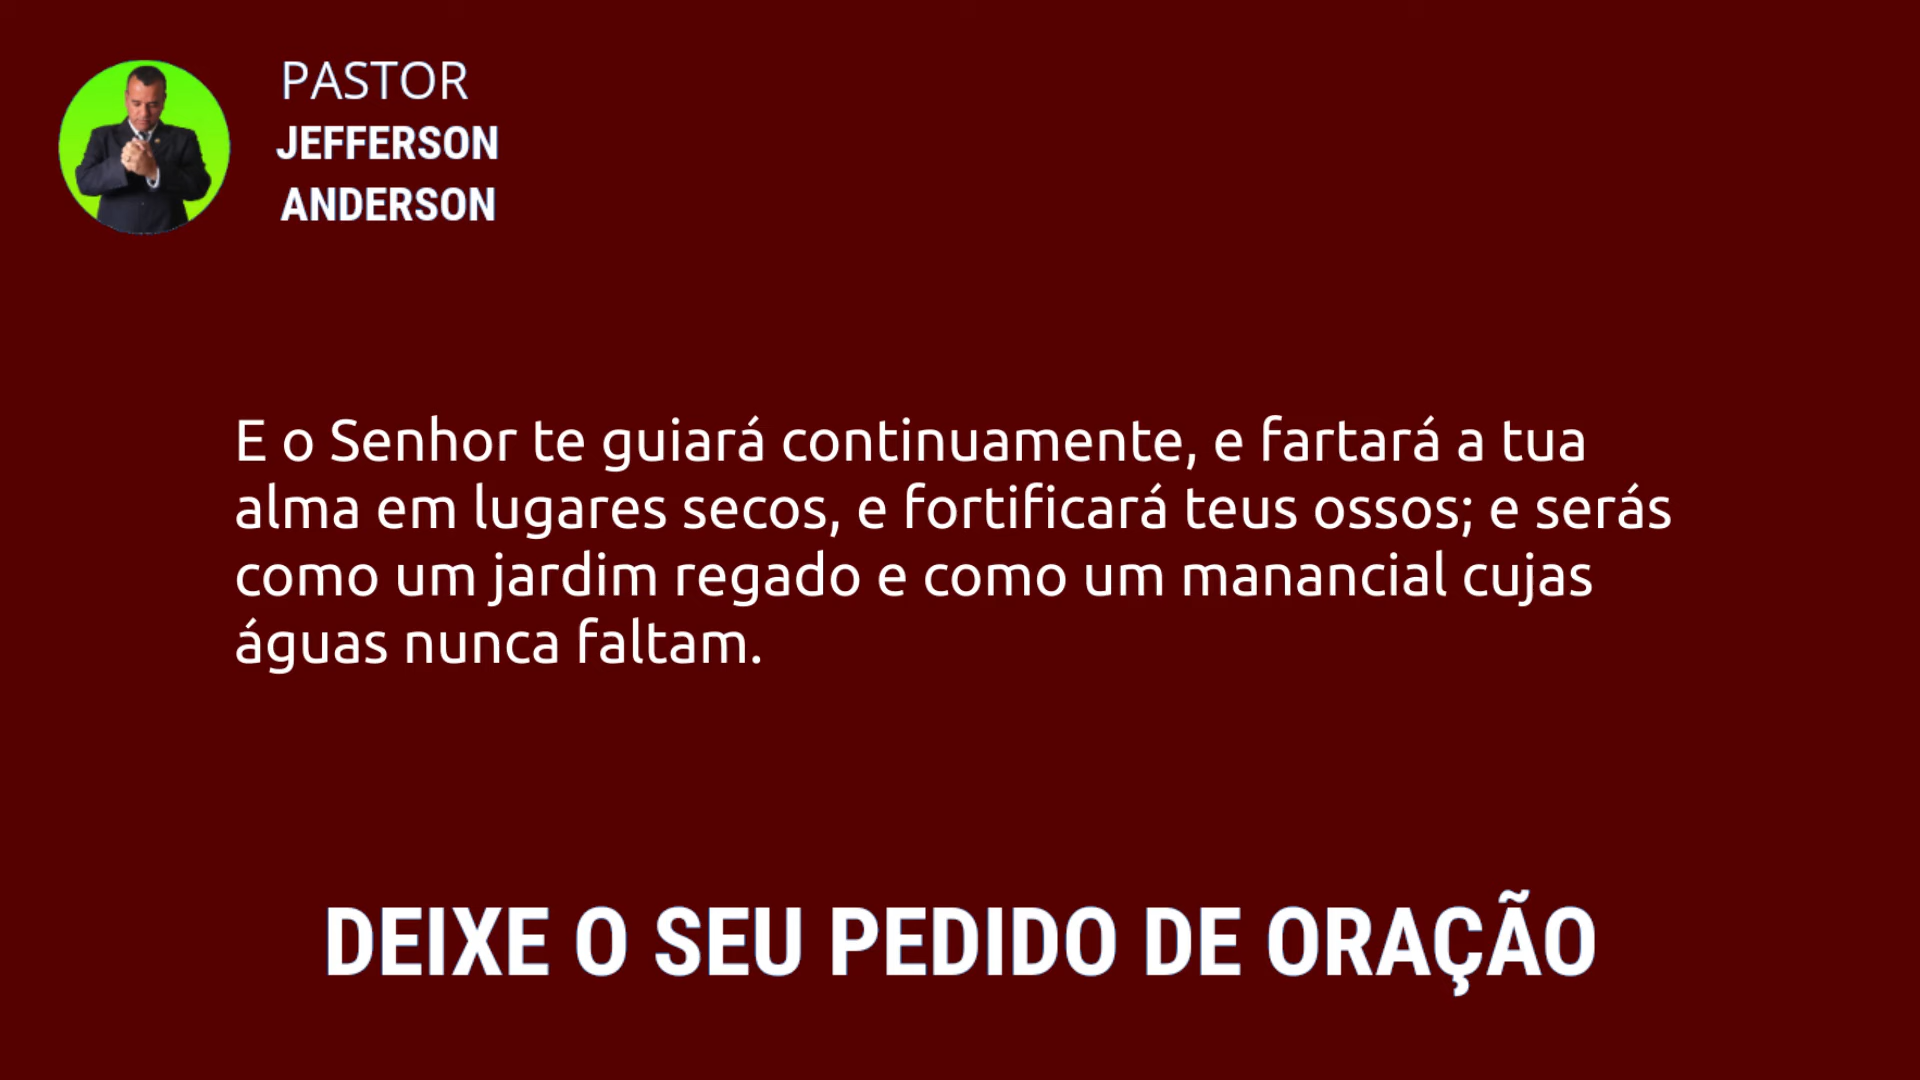 PASTOR
JEFFERSON
ANDERSON
E o Senhor te guiará continuamente, e fartará a tua
alma em lugares secos, e fortificará teus ossos; e serás
como um jardim regado e como um manancial cujas
águas nunca faltam.
DEIXE O SEU PEDIDO DE ORAÇÃO